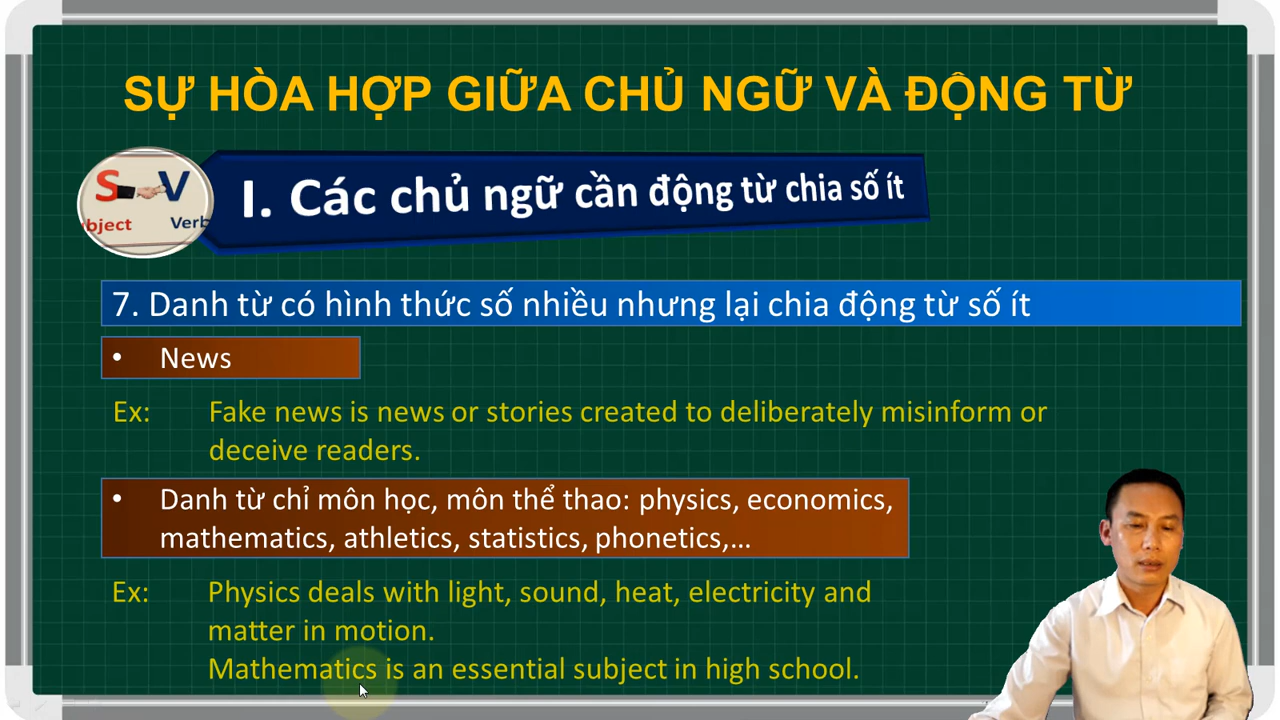 SỰ HÒA HỢP GIỮA CHỦ NGỮ VÀ ĐỘNG TỪ
S V
bject Verb
I. Các chủ ngữ cần động từ chia số ít
7. Danh từ có hình thức số nhiều nhưng lại chia động từ số ít
• News
Ex: Fake news is news or stories created to deliberately misinform or
deceive readers.
• Danh từ chỉ môn học, môn thể thao: physics, economics,
mathematics, athletics, statistics, phonetics,...
Ex: Physics deals with light, sound, heat, electricity and
matter in motion.
Mathematics is an essential subject in high school.